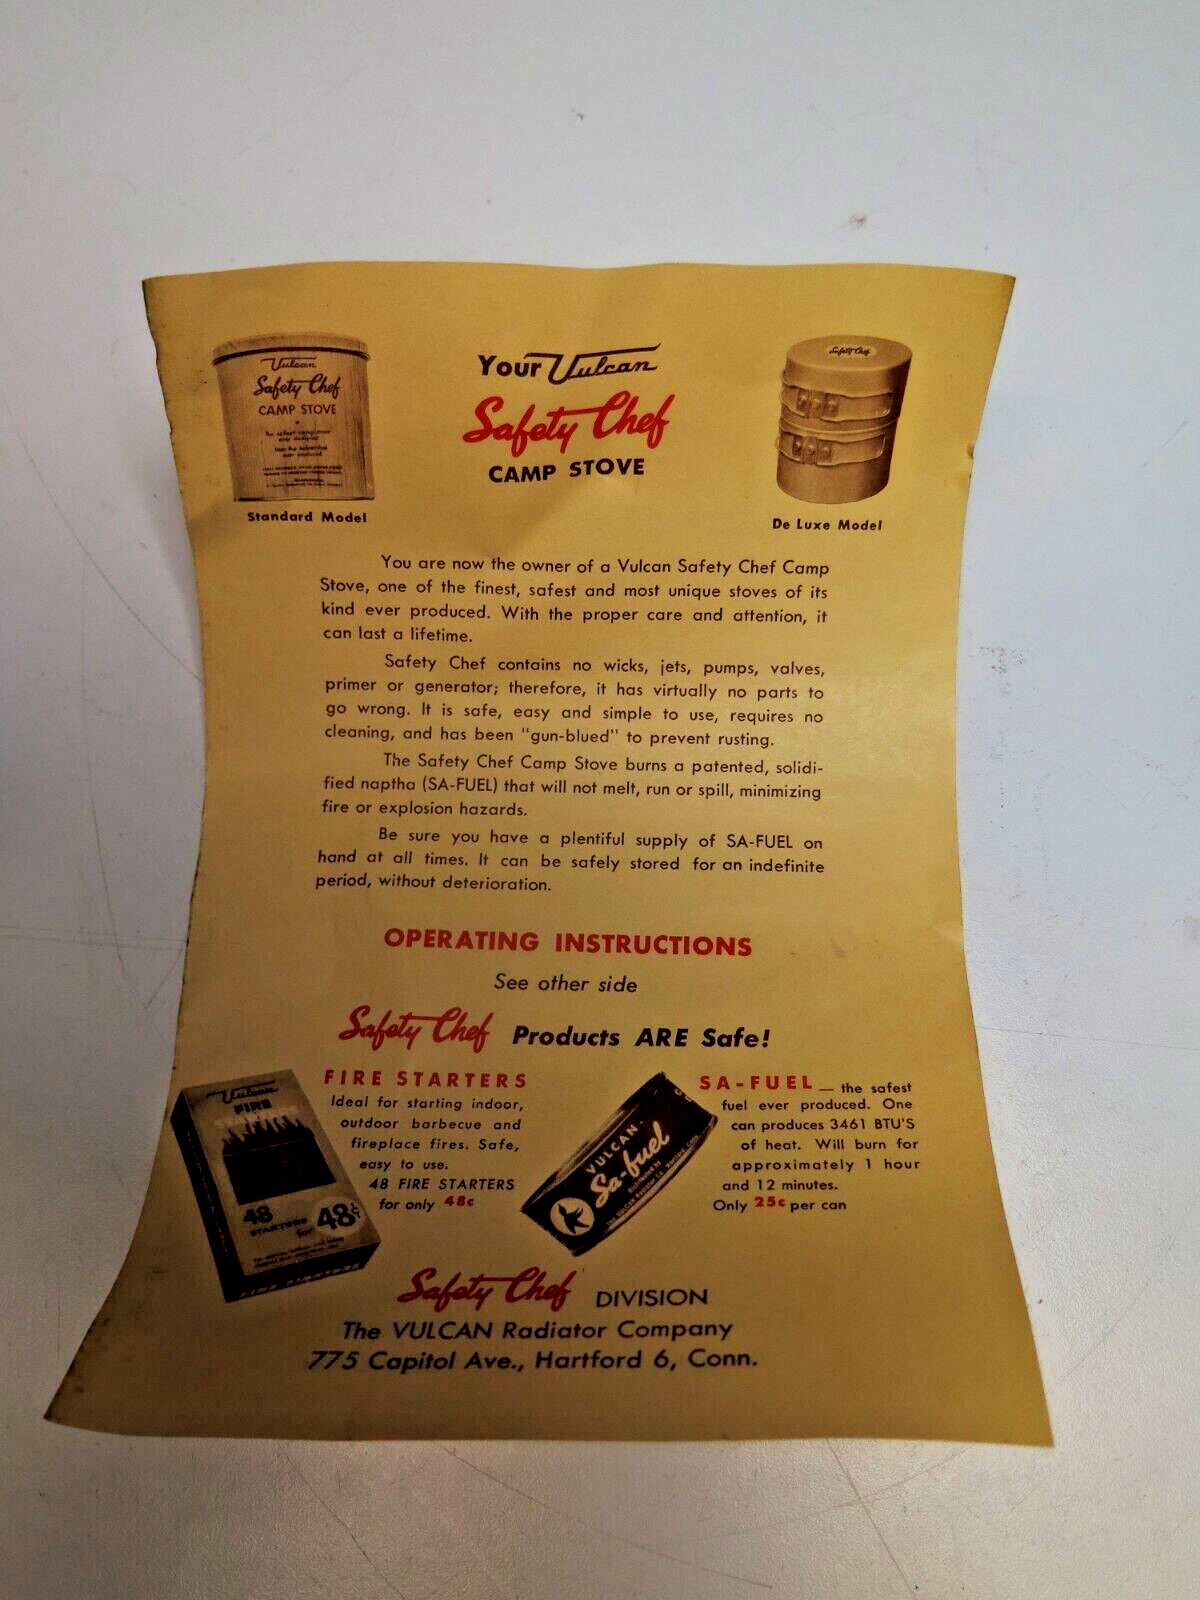 Vulcan
Safety Chef
CAMP STOVE
Standard Model
Your Vulcan
Safety Chef
CAMP STOVE
Safety Chef
De Luxe Model
You are now the owner of a Vulcan Safety Chef Camp
Stove, one of the finest, safest and most unique stoves of its
kind ever produced. With the proper care and attention, it
can last a lifetime.
Safety Chef contains no wicks, jets, pumps, valves,
primer or generator; therefore, it has virtually no parts to
go wrong. It is safe, easy and simple to use, requires no
cleaning, and has been "gun-blued" to prevent rusting.
The Safety Chef Camp Stove burns a patented, solidi-
fied naptha (SA-FUEL) that will not melt, run or spill, minimizing
fire or explosion hazards.
Be sure you have a plentiful supply of SA-FUEL on
hand at all times. It can be safely stored for an indefinite
period, without deterioration.
OPERATING INSTRUCTIONS
See other side
Safety Chef Products ARE Safe!
Vulcan
FIRE
48
STARTERS
for 48¢
FIRE STARTERS
FIRE STARTERS
Ideal for starting indoor,
outdoor barbecue and
fireplace fires. Safe,
easy to use.
48 FIRE STARTERS
for only 48c
VULCAN
Sa-fuel
SA-FUEL — the safest
fuel ever produced. One
can produces 3461 BTU'S
of heat. Will burn for
approximately 1 hour
and 12 minutes.
Only 25c per can
Safety Chef DIVISION
The VULCAN Radiator Company
775 Capitol Ave., Hartford 6, Conn.